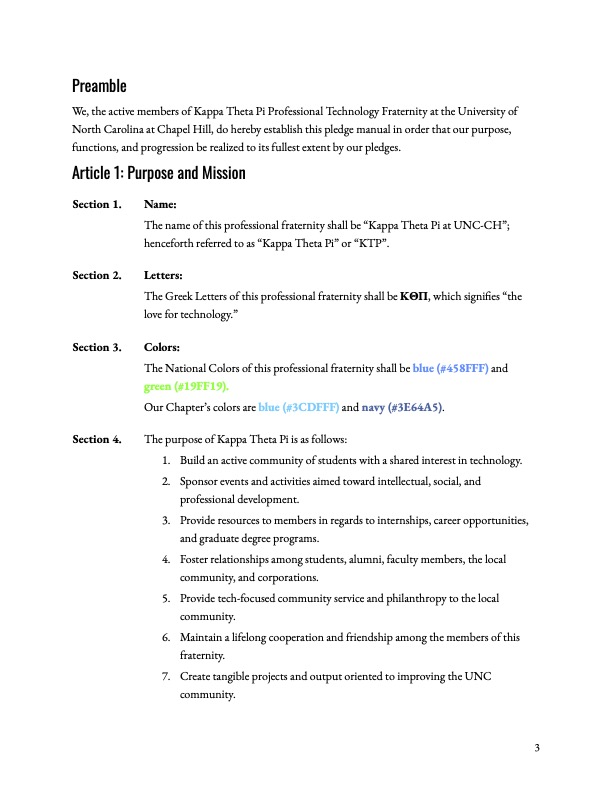 Preamble
We, the active members of Kappa Theta Pi Professional Technology Fraternity at the University of
North Carolina at Chapel Hill, do hereby establish this pledge manual in order that our purpose,
functions, and progression be realized to its fullest extent by our pledges.
Article 1: Purpose and Mission
Section 1. Name:
The name of this professional fraternity shall be “Kappa Theta Pi at UNC-CH”;
henceforth referred to as “Kappa Theta Pi” or “KTP”.
Section 2. Letters:
The Greek Letters of this professional fraternity shall be ΚΘΠ, which signifies “the
love for technology.”
Section 3. Colors:
The National Colors of this professional fraternity shall be blue (#458FFF) and
green (#19FF19).
Our Chapter’s colors are blue (#3CDFFF) and navy (#3E64A5).
Section 4. The purpose of Kappa Theta Pi is as follows:
1. Build an active community of students with a shared interest in technology.
2. Sponsor events and activities aimed toward intellectual, social, and
professional development.
3. Provide resources to members in regards to internships, career opportunities,
and graduate degree programs.
4. Foster relationships among students, alumni, faculty members, the local
community, and corporations.
5. Provide tech-focused community service and philanthropy to the local
community.
6. Maintain a lifelong cooperation and friendship among the members of this
fraternity.
7. Create tangible projects and output oriented to improving the UNC
community.
3